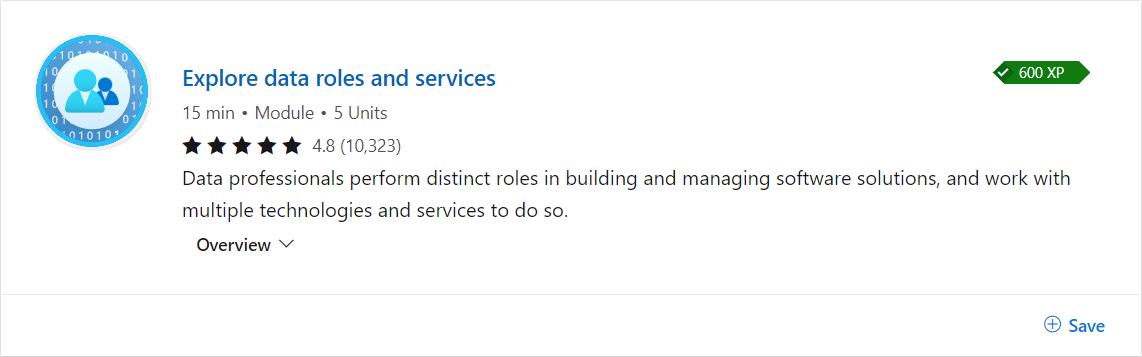 Explore data roles and services
600 XP
15 min • Module • 5 Units
4.8 (10,323)
Data professionals perform distinct roles in building and managing software solutions, and work with
multiple technologies and services to do so.
Overview
Save